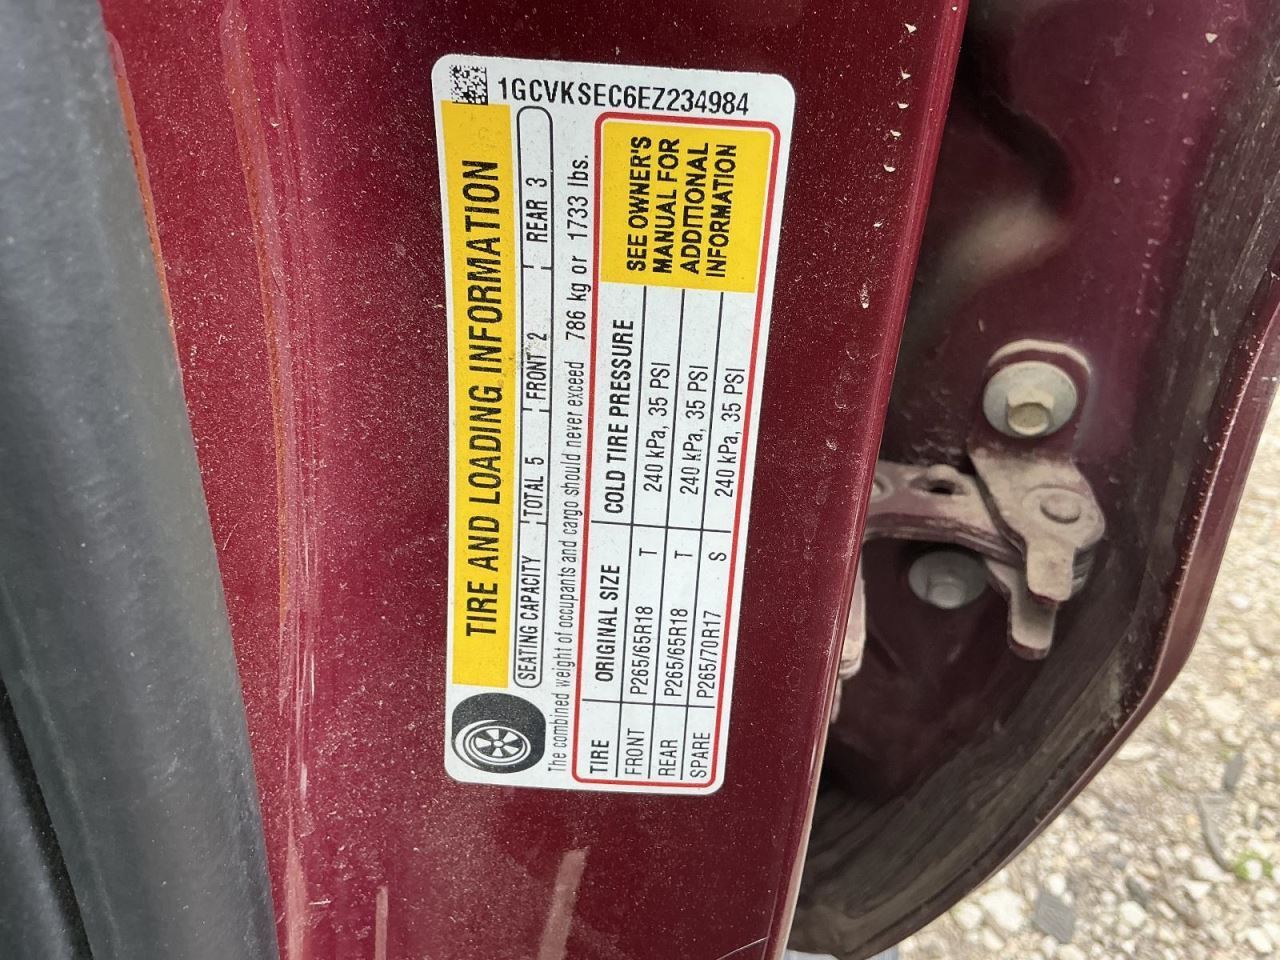 1GCVKSEC6EZ234984
TIRE AND LOADING INFORMATION
SEATING CAPACITY TOTAL 5 FRONT 2 REAR 3
The combined weight of occupants and cargo should never exceed 786 kg or 1733 lbs.
TIRE ORIGINAL SIZE COLD TIRE PRESSURE
FRONT P265/65R18 T 240 kPa, 35 PSI
REAR P265/65R18 T 240 kPa, 35 PSI
SPARE P265/70R17 S 240 kPa, 35 PSI
SEE OWNER'S
MANUAL FOR
ADDITIONAL
INFORMATION